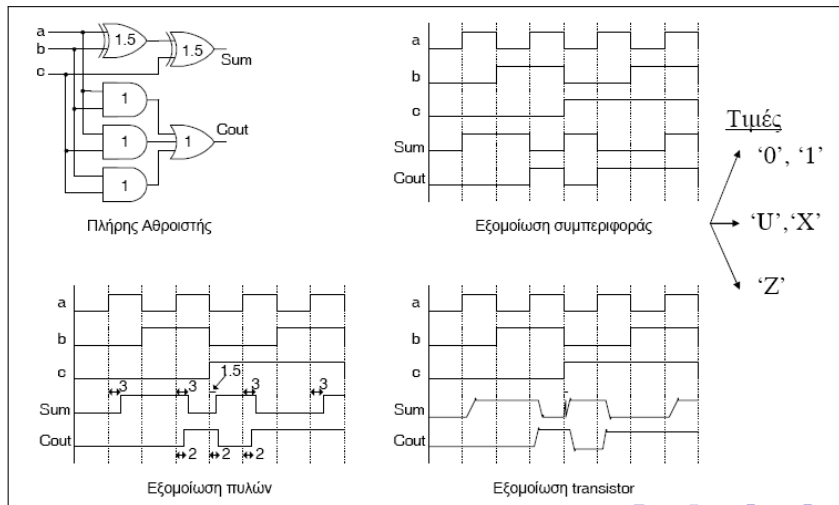 a
b
c
1.5
1.5
Sum
1
1
1
1
Cout
Πλήρης Αθροιστής
a
b
c
Sum
Cout
Εξομοίωση συμπεριφοράς
Τιμές
‘0’, ‘1’
‘U’,‘X’
‘Z’
a
b
c
Sum
Cout
3
3
1.5
3
3
2
2
2
Εξομοίωση πυλών
a
b
c
Sum
Cout
Εξομοίωση transistor